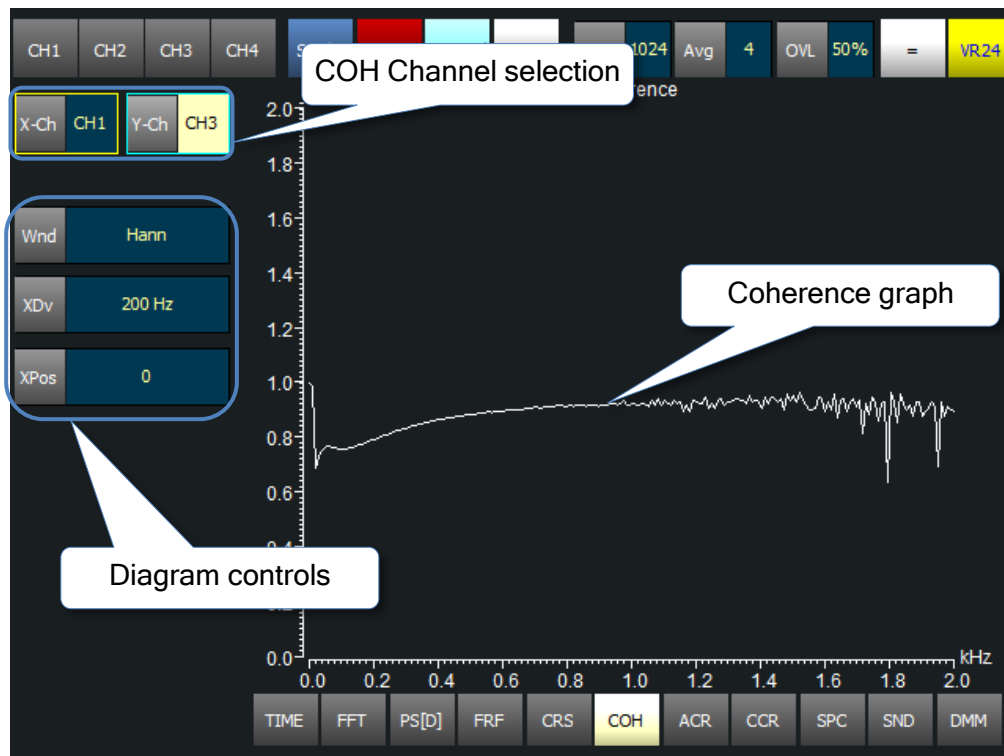 CH1 CH2 CH3 CH4 1024 Avg 4 OVL 50% = VR24
COH Channel selection
X-Ch CH1 Y-Ch CH3
2.0
1.8
Wnd Hann
1.6
XDv 200 Hz
1.4
Coherence graph
1.2
XPos 0
1.0
0.8
0.6
Diagram controls
0.0
kHz
0.0 0.2 0.4 0.6 0.8 1.0 1.2 1.4 1.6 1.8 2.0
TIME FFT PS[D] FRF CRS COH ACR CCR SPC SND DMM